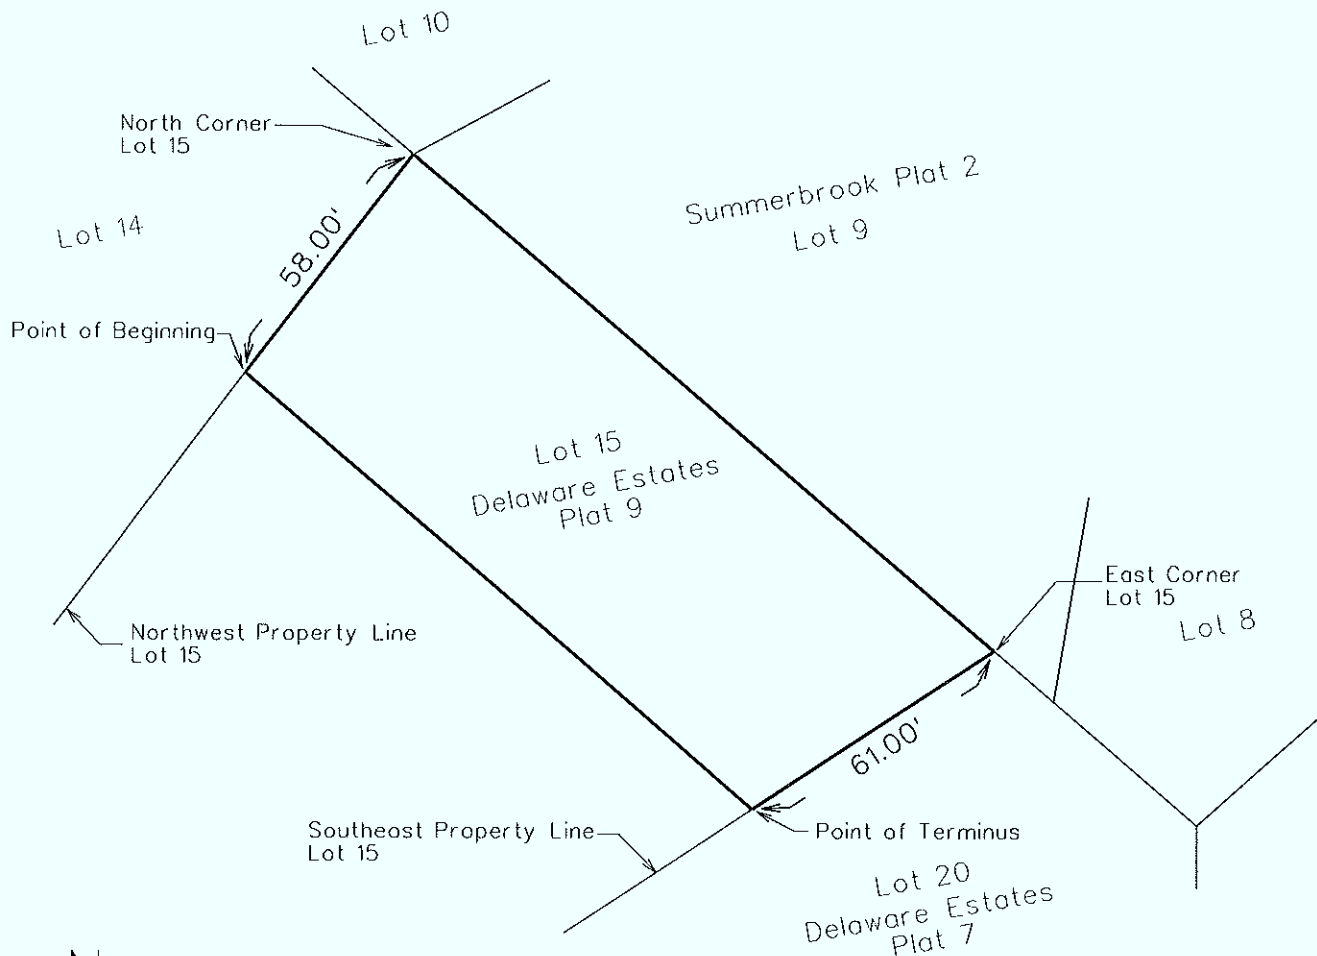 Lot 10
North Corner
Lot 15
Summerbrook Plat 2
Lot 9
Lot 14
58.00'
Point of Beginning
Lot 15
Delaware Estates
Plat 9
East Corner
Lot 15
Lot 8
Northwest Property Line
Lot 15
61.00'
Southeast Property Line
Lot 15
Point of Terminus
Lot 20
Delaware Estates
Plat 7